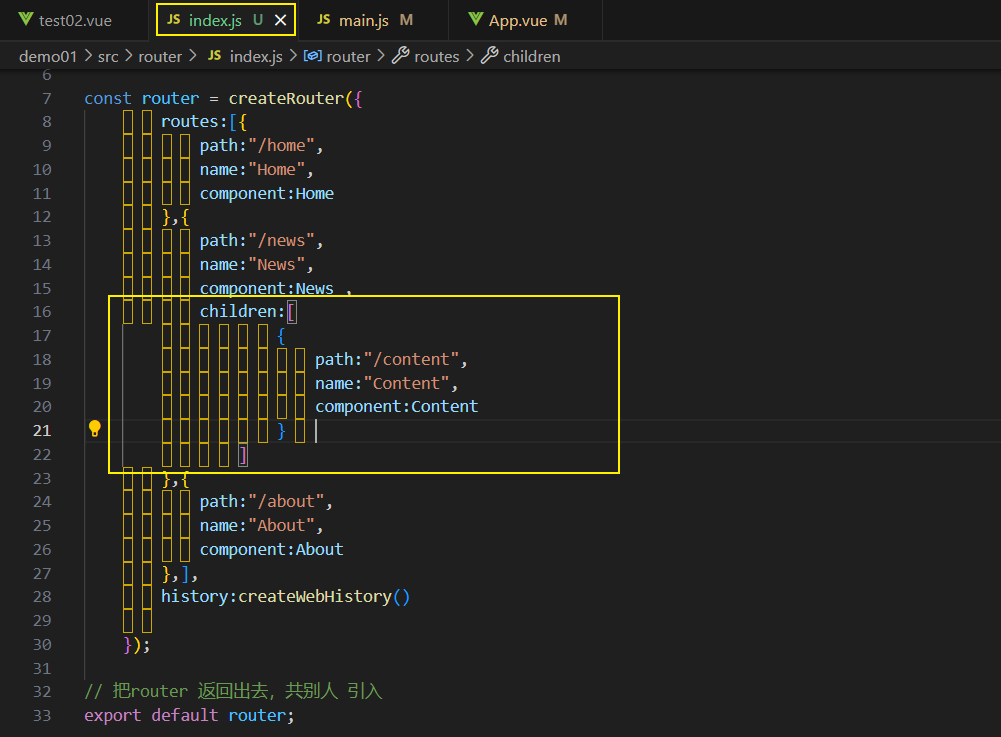 test02.vue JS index.js U × JS main.js M App.vue M
demo01 > src > router > JS index.js > router > routes > children
6
7 const router = createRouter({
8 routes:[{
9 path:"/home",
10 name:"Home",
11 component:Home
12 },{
13 path:"/news",
14 name:"News",
15 component:News ,
16 children:[
17 {
18 path:"/content",
19 name:"Content",
20 component:Content
21 }
22 ]
23 },{
24 path:"/about",
25 name:"About",
26 component:About
27 },],
28 history:createWebHistory()
29
30 });
31
32 // 把router 返回出去，共别人 引入
33 export default router;